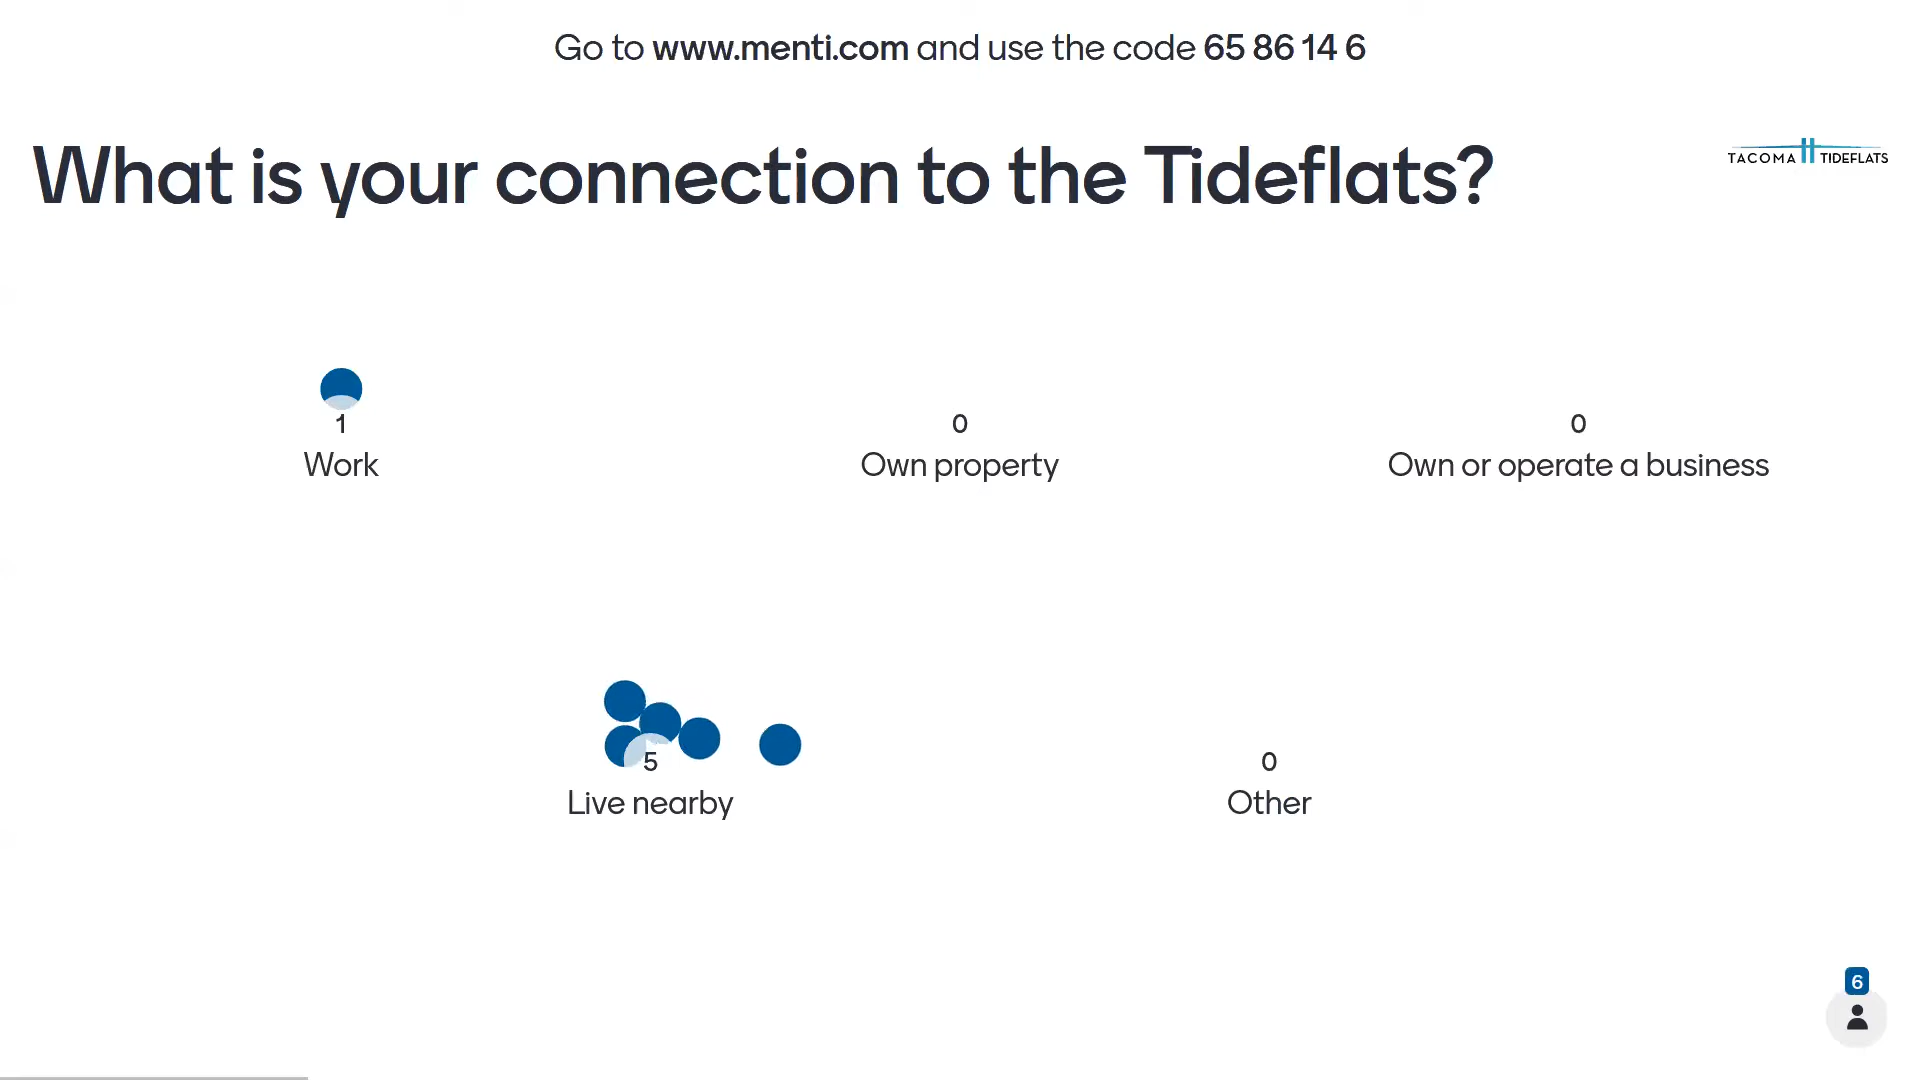 Go to www.menti.com and use the code 65 86 14 6
What is your connection to the Tideflats?
TACOMA TIDEFLATS
1
Work
0
Own property
0
Own or operate a business
5
Live nearby
0
Other
6